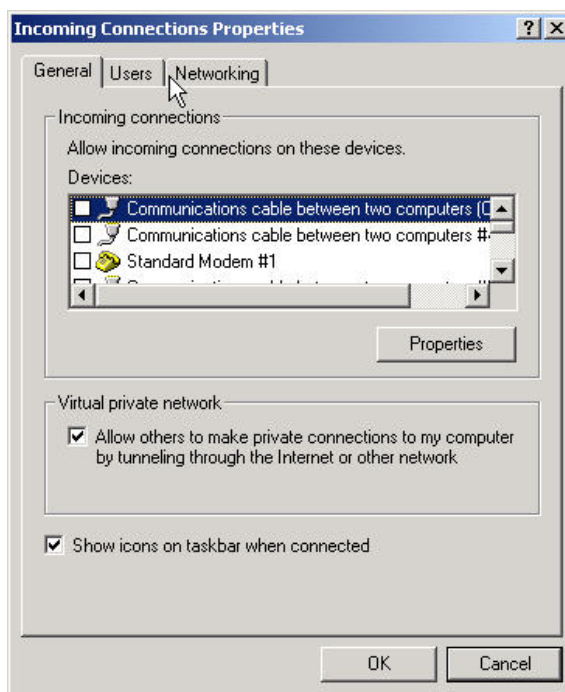 Incoming Connections Properties
General Users Networking
Incoming connections
Allow incoming connections on these devices.
Devices:
Communications cable between two computers (
Communications cable between two computers #
Standard Modem #1
Properties
Virtual private network
Allow others to make private connections to my computer
by tunneling through the Internet or other network
Show icons on taskbar when connected
OK Cancel